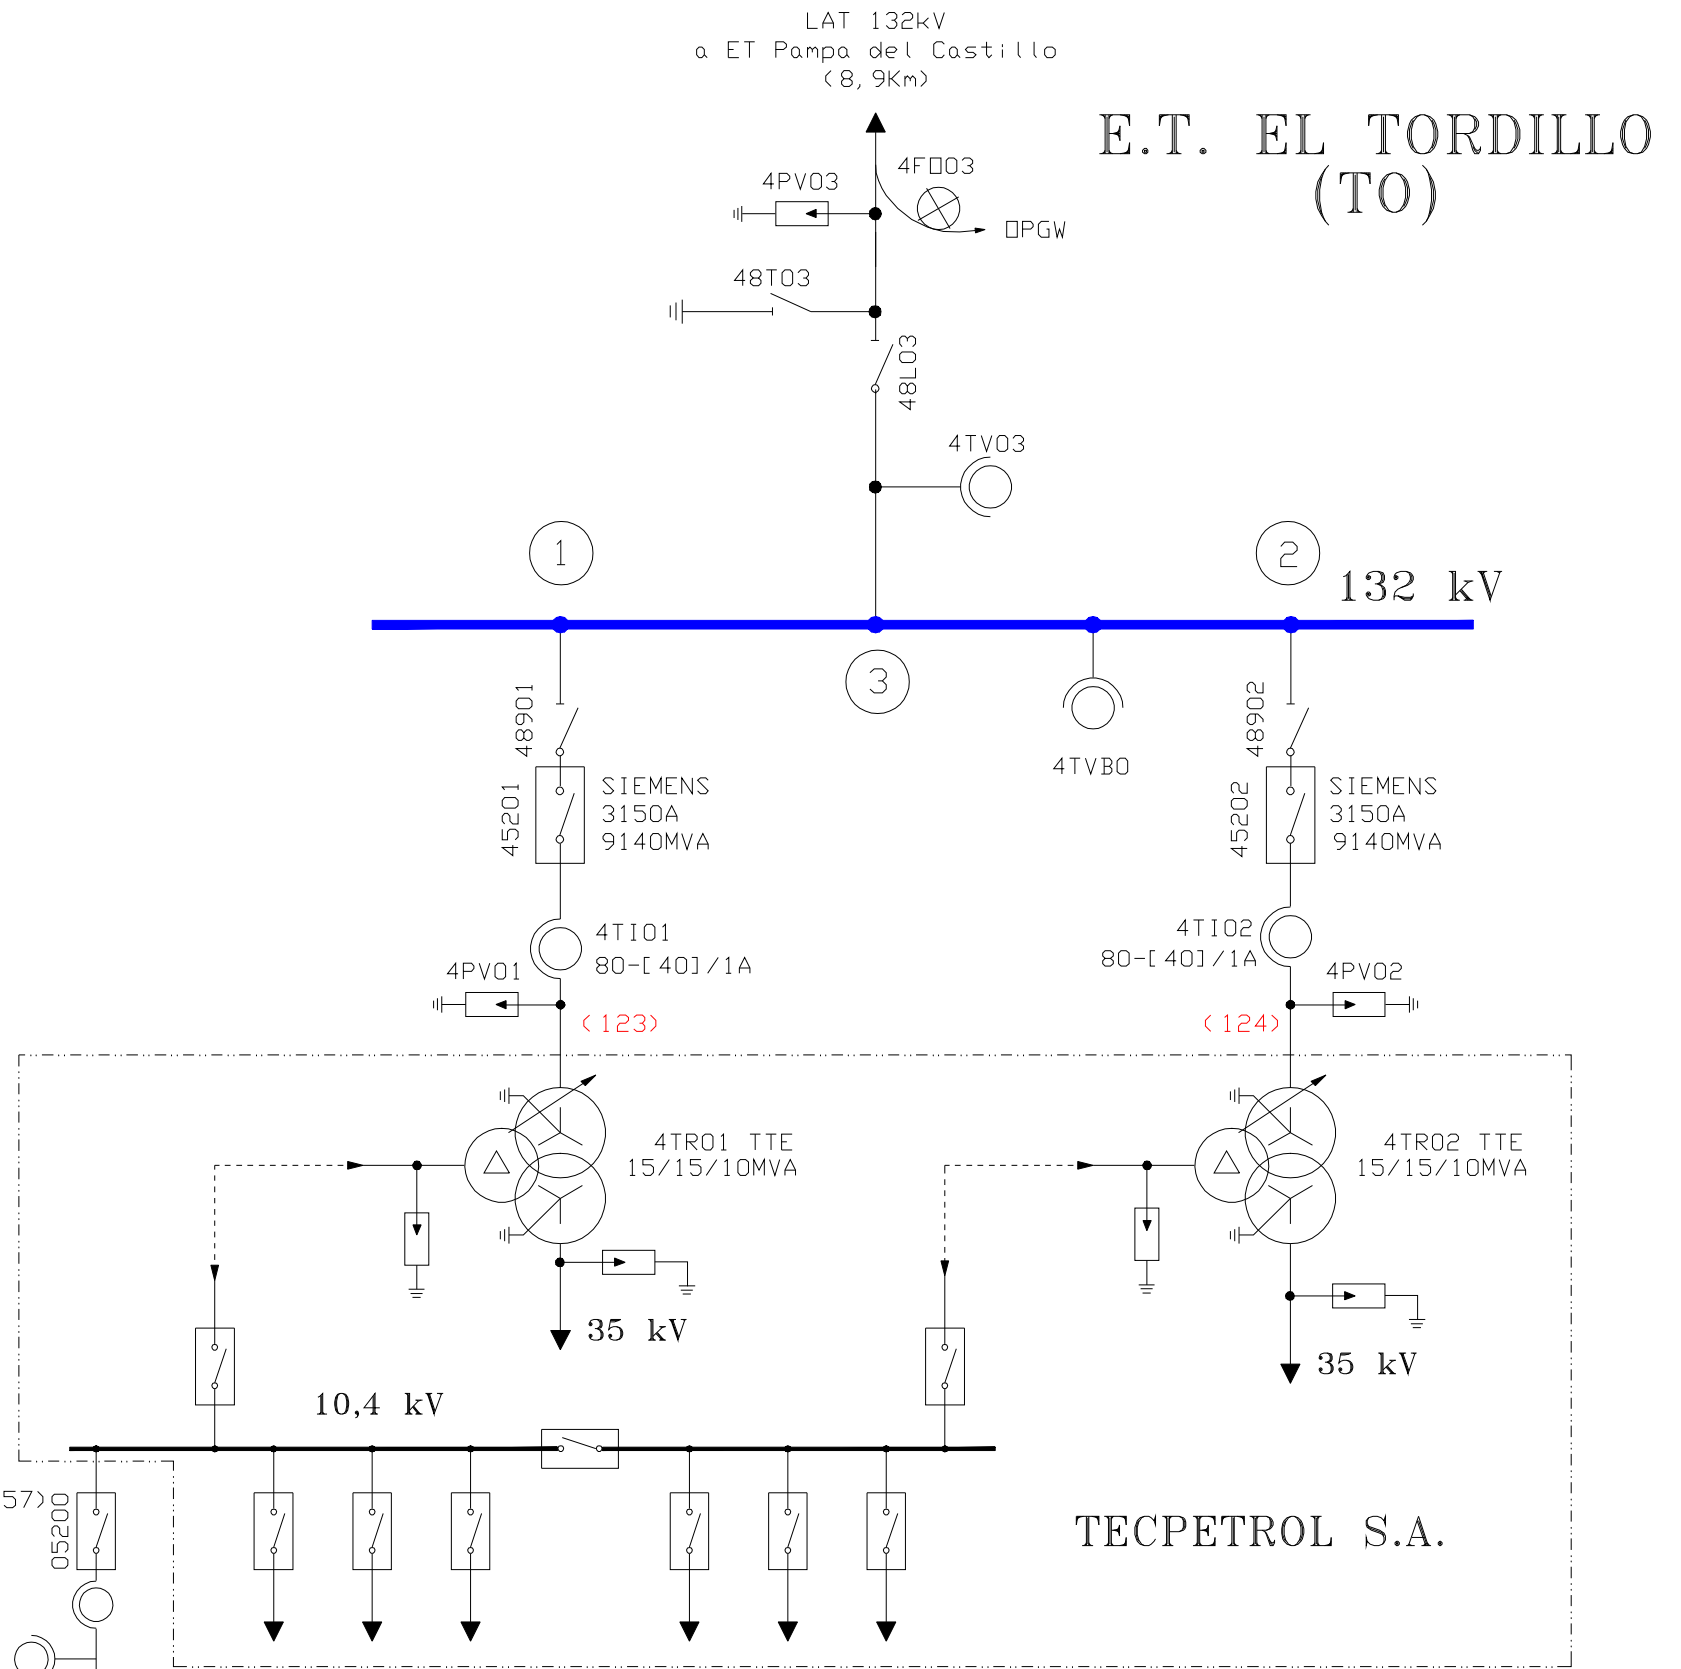 LAT 132kV
a ET Pampa del Castillo
(8,9Km)
E.T. EL TORDILLO
(TO)
4FO03
4PV03
OPGW
48T03
48L03
4TV03
1
2
132 kV
3
48901
48902
4TVB0
45201
SIEMENS
3150A
9140MVA
45202
SIEMENS
3150A
9140MVA
4TI01
80-[40]/1A
4TI02
80-[40]/1A
4PV01
4PV02
(123)
(124)
4TR01 TTE
15/15/10MVA
4TR02 TTE
15/15/10MVA
35 kV
35 kV
10,4 kV
57)
05200
TECPETROL S.A.